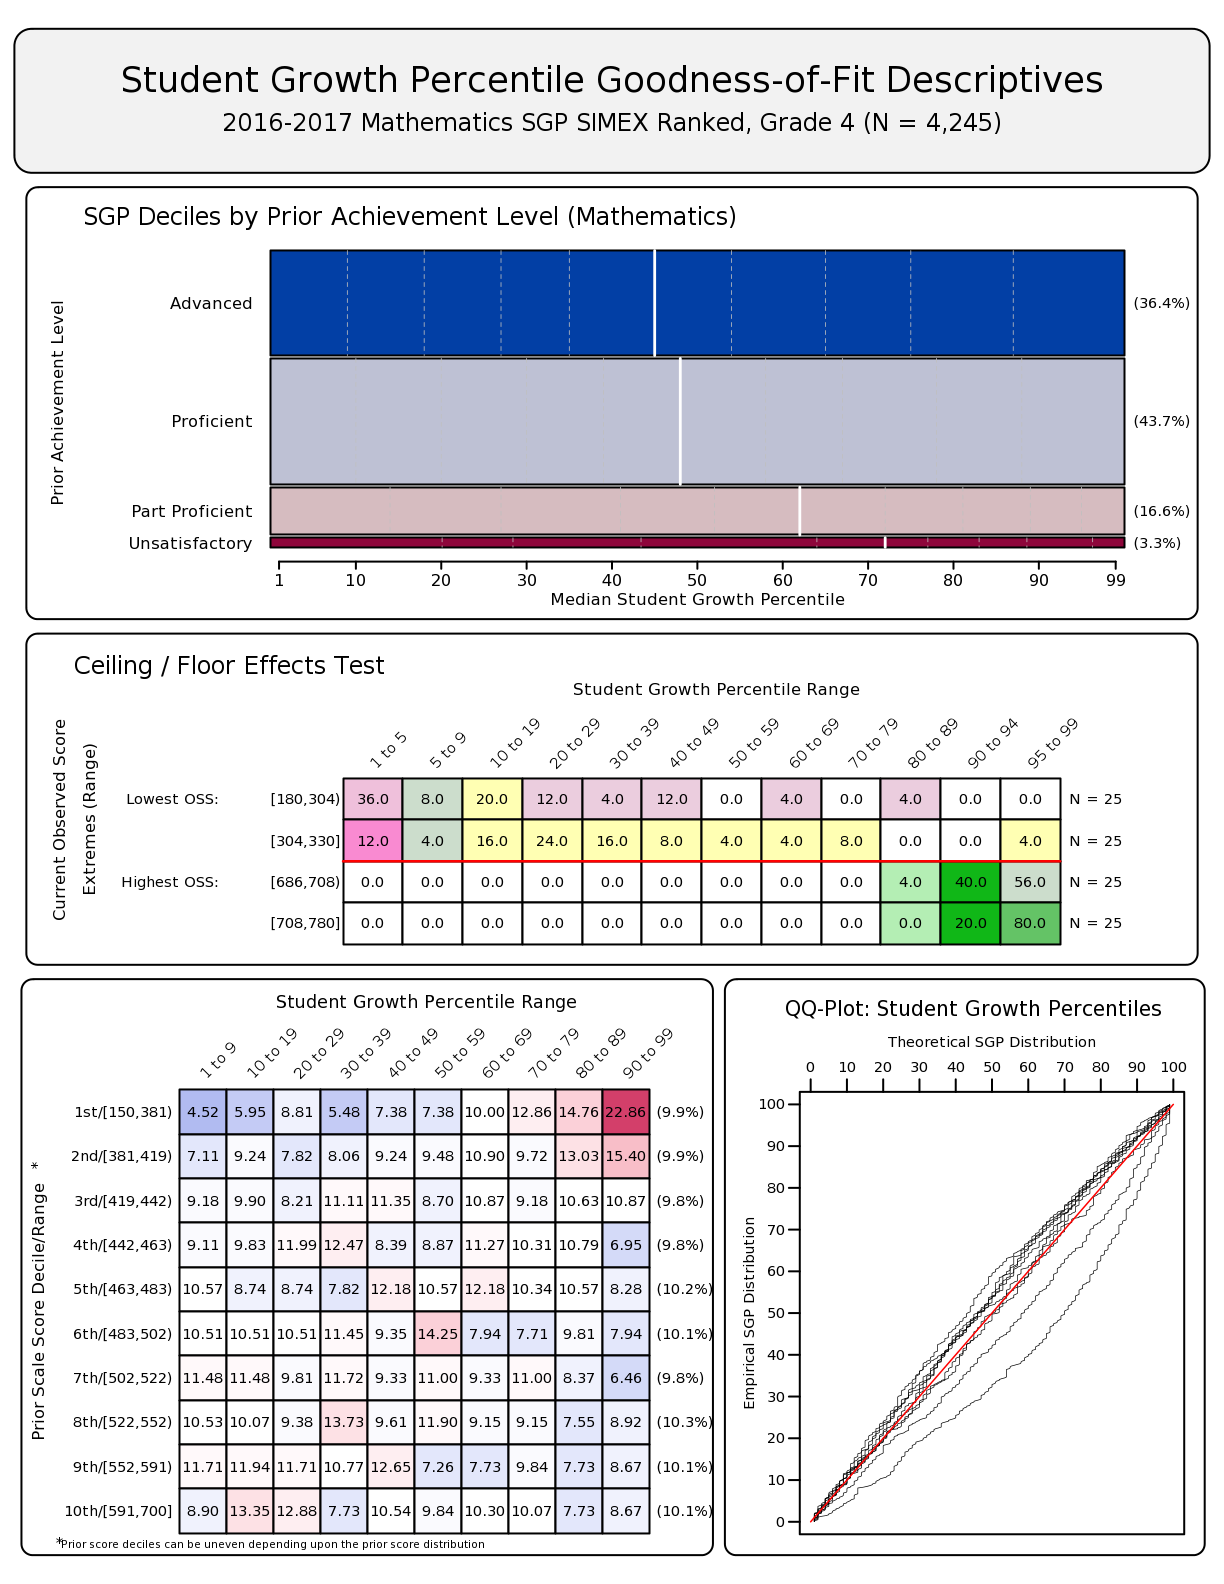 Student Growth Percentile Goodness-of-Fit Descriptives
2016-2017 Mathematics SGP SIMEX Ranked, Grade 4 (N = 4,245)
SGP Deciles by Prior Achievement Level (Mathematics)
Prior Achievement Level
Advanced (36.4%)
Proficient (43.7%)
Part Proficient (16.6%)
Unsatisfactory (3.3%)
1 10 20 30 40 50 60 70 80 90 99
Median Student Growth Percentile
Ceiling / Floor Effects Test
Student Growth Percentile Range
1 to 5 5 to 9 10 to 19 20 to 29 30 to 39 40 to 49 50 to 59 60 to 69 70 to 79 80 to 89 90 to 94 95 to 99
Current Observed Score
Extremes (Range)
Lowest OSS: [180,304) 36.0 8.0 20.0 12.0 4.0 12.0 0.0 4.0 0.0 4.0 0.0 0.0 N = 25
[304,330] 12.0 4.0 16.0 24.0 16.0 8.0 4.0 4.0 8.0 0.0 0.0 4.0 N = 25
Highest OSS: [686,708) 0.0 0.0 0.0 0.0 0.0 0.0 0.0 0.0 0.0 4.0 40.0 56.0 N = 25
[708,780] 0.0 0.0 0.0 0.0 0.0 0.0 0.0 0.0 0.0 0.0 20.0 80.0 N = 25
Student Growth Percentile Range
1 to 9 10 to 19 20 to 29 30 to 39 40 to 49 50 to 59 60 to 69 70 to 79 80 to 89 90 to 99
Prior Scale Score Decile/Range *
1st/[150,381) 4.52 5.95 8.81 5.48 7.38 7.38 10.00 12.86 14.76 22.86 (9.9%)
2nd/[381,419) 7.11 9.24 7.82 8.06 9.24 9.48 10.90 9.72 13.03 15.40 (9.9%)
3rd/[419,442) 9.18 9.90 8.21 11.11 11.35 8.70 10.87 9.18 10.63 10.87 (9.8%)
4th/[442,463) 9.11 9.83 11.99 12.47 8.39 8.87 11.27 10.31 10.79 6.95 (9.8%)
5th/[463,483) 10.57 8.74 8.74 7.82 12.18 10.57 12.18 10.34 10.57 8.28 (10.2%)
6th/[483,502) 10.51 10.51 10.51 11.45 9.35 14.25 7.94 7.71 9.81 7.94 (10.1%)
7th/[502,522) 11.48 11.48 9.81 11.72 9.33 11.00 9.33 11.00 8.37 6.46 (9.8%)
8th/[522,552) 10.53 10.07 9.38 13.73 9.61 11.90 9.15 9.15 7.55 8.92 (10.3%)
9th/[552,591) 11.71 11.94 11.71 10.77 12.65 7.26 7.73 9.84 7.73 8.67 (10.1%)
10th/[591,700] 8.90 13.35 12.88 7.73 10.54 9.84 10.30 10.07 7.73 8.67 (10.1%)
*Prior score deciles can be uneven depending upon the prior score distribution
QQ-Plot: Student Growth Percentiles
Theoretical SGP Distribution
0 10 20 30 40 50 60 70 80 90 100
Empirical SGP Distribution
100
90
80
70
60
50
40
30
20
10
0